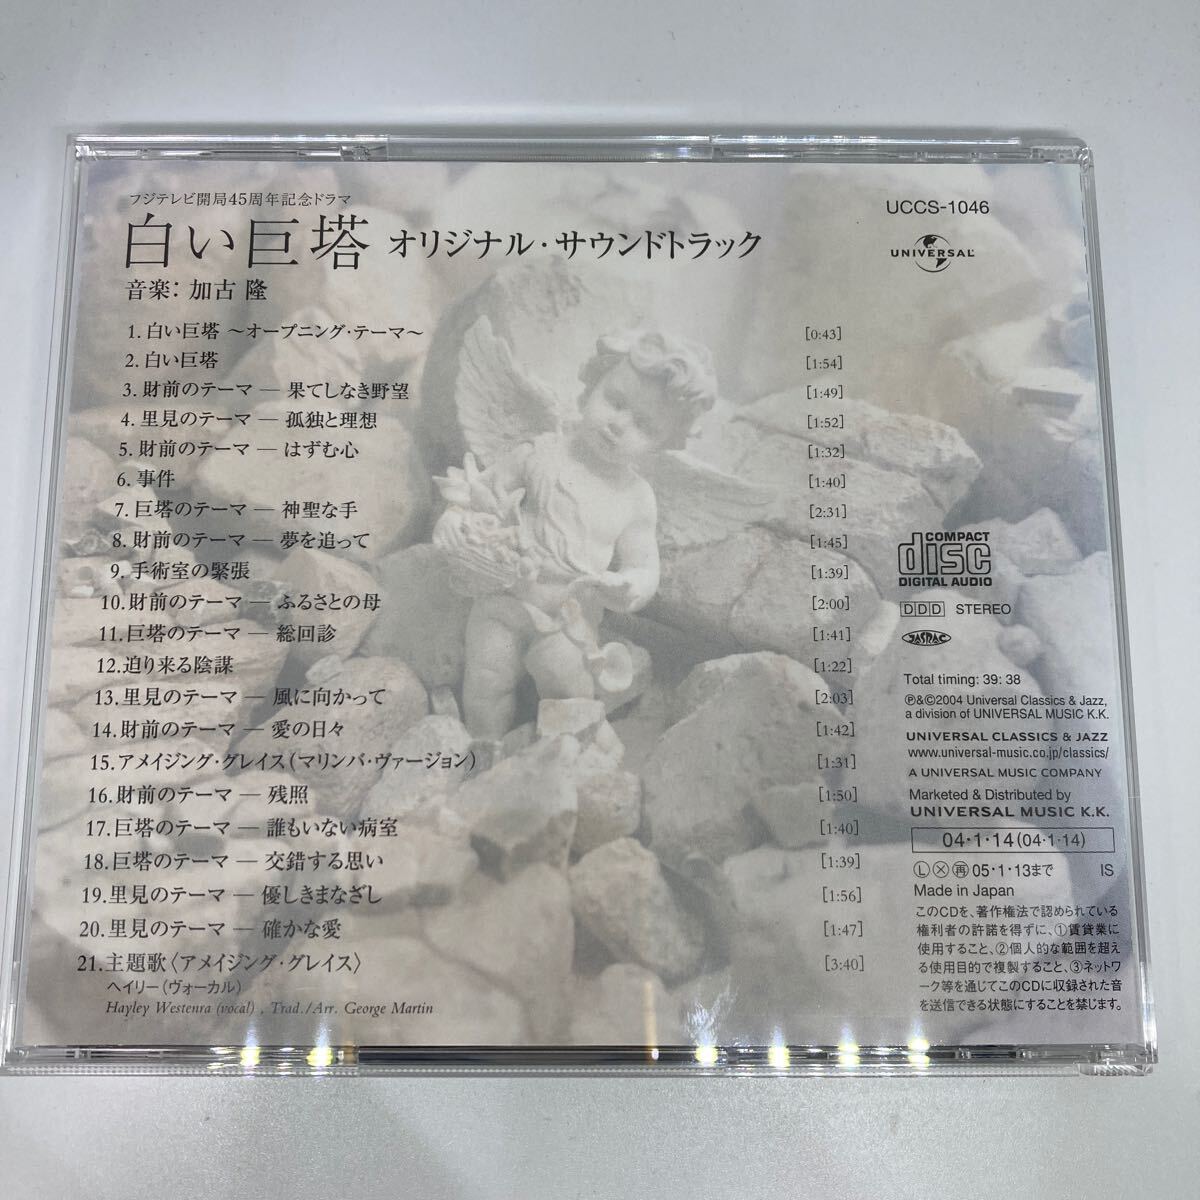 フジテレビ開局45周年記念ドラマ
白い巨塔 オリジナル・サウンドトラック
音楽: 加古 隆
1. 白い巨塔 〜オープニング・テーマ〜 [0:43]
2. 白い巨塔 [1:54]
3. 財前のテーマ — 果てしなき野望 [1:49]
4. 里見のテーマ — 孤独と理想 [1:52]
5. 財前のテーマ — はずむ心 [1:32]
6. 事件 [1:40]
7. 巨塔のテーマ — 神聖な手 [2:31]
8. 財前のテーマ — 夢を追って [1:45]
9. 手術室の緊張 [1:39]
10. 財前のテーマ — ふるさとの母 [2:00]
11. 巨塔のテーマ — 総回診 [1:41]
12. 迫り来る陰謀 [1:22]
13. 里見のテーマ — 風に向かって [2:03]
14. 財前のテーマ — 愛の日々 [1:42]
15. アメイジング・グレイス(マリンバ・ヴァージョン) [1:31]
16. 財前のテーマ — 残照 [1:50]
17. 巨塔のテーマ — 誰もいない病室 [1:40]
18. 巨塔のテーマ — 交錯する思い [1:39]
19. 里見のテーマ — 優しきまなざし [1:56]
20. 里見のテーマ — 確かな愛 [1:47]
21. 主題歌〈アメイジング・グレイス〉 [3:40]
ヘイリー(ヴォーカル)
Hayley Westenra (vocal) , Trad./Arr. George Martin
UCCS-1046
UNIVERSAL
COMPACT
disc
DIGITAL AUDIO
DDD STEREO
JASRAC
Total timing: 39: 38
℗&©2004 Universal Classics & Jazz,
a division of UNIVERSAL MUSIC K.K.
UNIVERSAL CLASSICS & JAZZ
www.universal-music.co.jp/classics/
A UNIVERSAL MUSIC COMPANY
Marketed & Distributed by
UNIVERSAL MUSIC K.K.
04・1・14(04・1・14)
Ⓛ Ⓧ 再 05・1・13まで IS
Made in Japan
このCDを、著作権法で認められている
権利者の許諾を得ずに、①賃貸業に
使用すること、②個人的な範囲を超え
る使用目的で複製すること、③ネットワ
ーク等を通じてこのCDに収録された音
を送信できる状態にすることを禁じます。